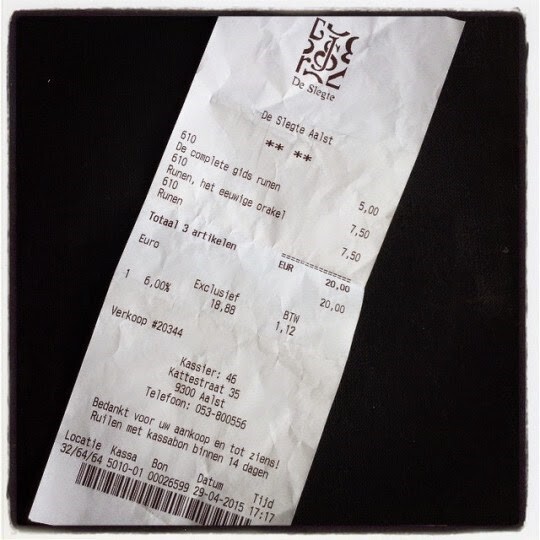 De Slegte
De Slegte Aalst
** **
610
De complete gids runen 5,00
610
Runen, het eeuwige orakel 7,50
610
Runen 7,50
Totaal 3 artikelen EUR 20,00
Euro 20,00
Exclusief BTW
1 6,00% 18,88 1,12
Verkoop #20344
Kassier: 46
Kattestraat 35
9300 Aalst
Telefoon: 053-800556
Bedankt voor uw aankoop en tot ziens!
Ruilen met kassabon binnen 14 dagen
Locatie Kassa Bon Datum Tijd
32/64/64 5010-01 00026599 29-04-2015 17:17